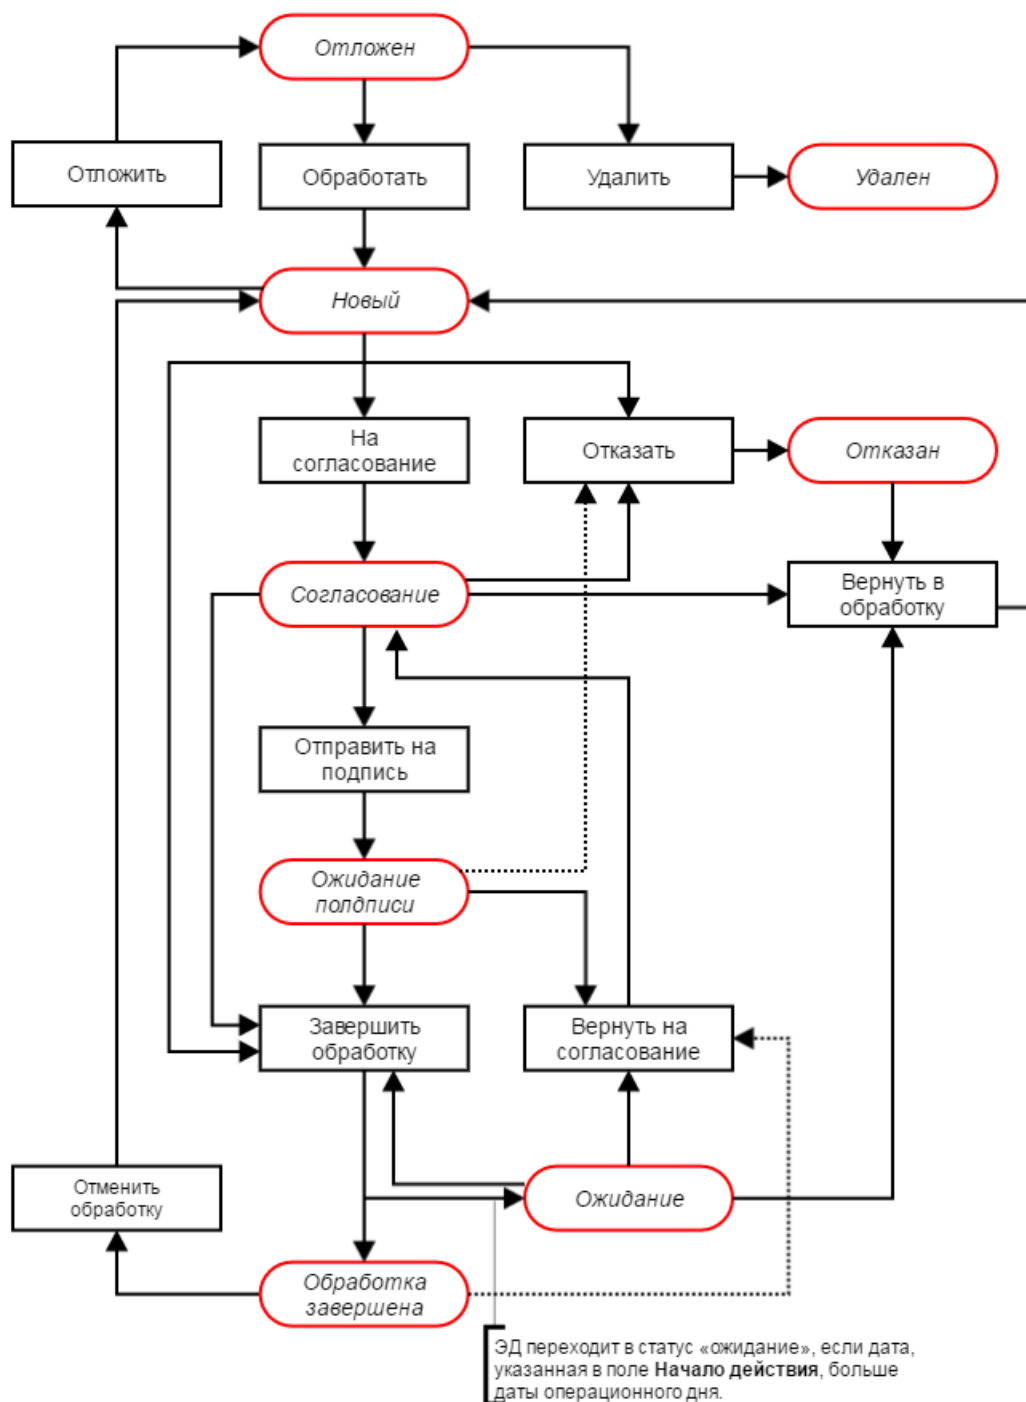 Отложен
Отложить
Обработать
Удалить
Удален
Новый
На
согласование
Отказать
Отказан
Согласование
Вернуть в
обработку
Отправить на
подпись
Ожидание
полдписи
Завершить
обработку
Вернуть на
согласование
Отменить
обработку
Ожидание
Обработка
завершена
ЭД переходит в статус «ожидание», если дата,
указанная в поле Начало действия, больше
даты операционного дня.